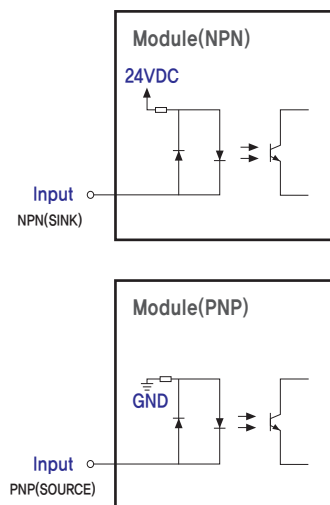 Module(NPN)
24VDC
Input
NPN(SINK)
Module(PNP)
GND
Input
PNP(SOURCE)